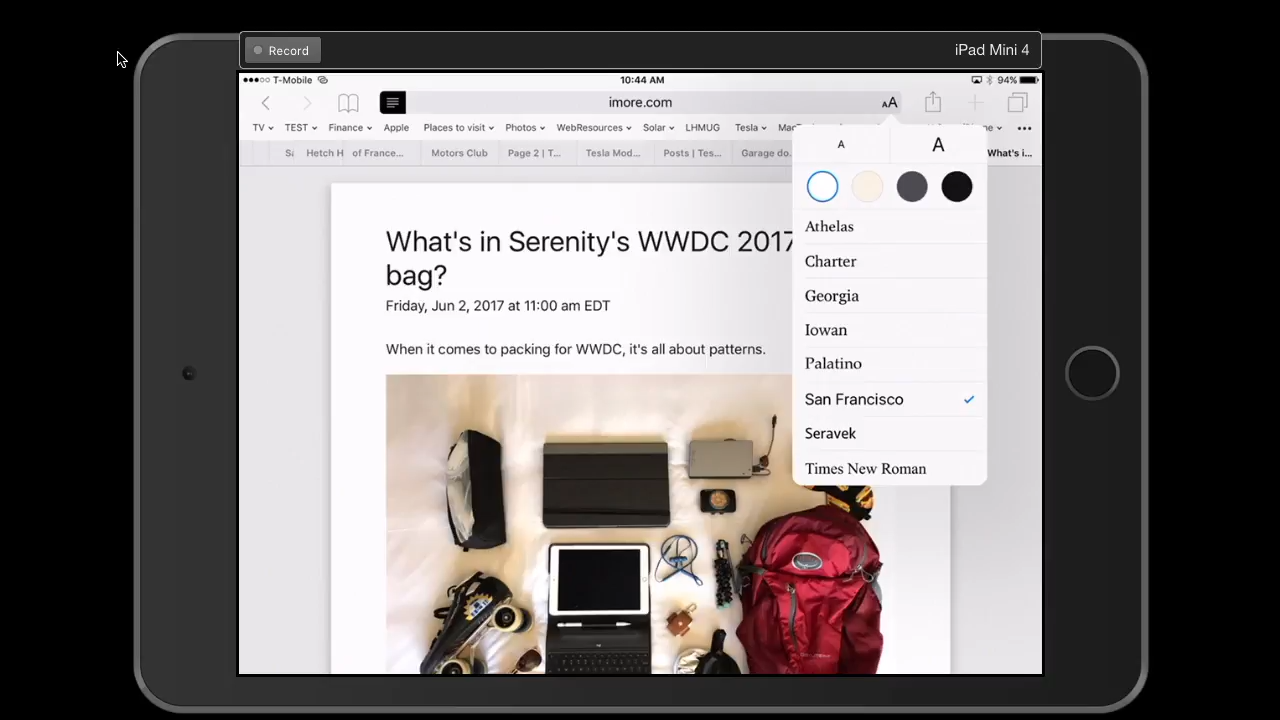 Record
iPad Mini 4
T-Mobile
10:44 AM
94%
imore.com
AA
TV
TEST
Finance
Apple
Places to visit
Photos
WebResources
Solar
LHMUG
Tesla
Hetch H
of France...
Motors Club
Page 2 | T...
Tesla Mod...
Posts | Tes...
Garage do.
What's i...
A
A
Athelas
Charter
Georgia
Iowan
Palatino
San Francisco
Seravek
Times New Roman
What's in Serenity's WWDC 2017
bag?
Friday, Jun 2, 2017 at 11:00 am EDT
When it comes to packing for WWDC, it's all about patterns.